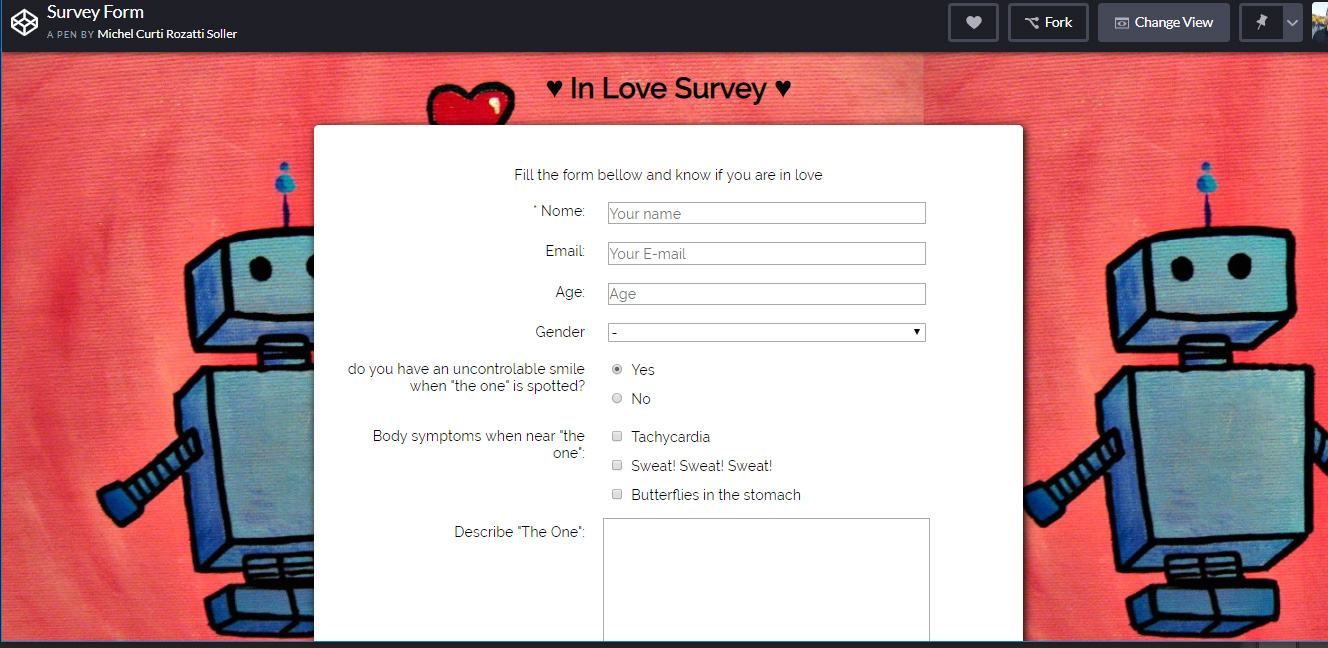 Survey Form
A PEN BY Michel Curti Rozatti Soller
Fork
Change View
♥ In Love Survey ♥
Fill the form bellow and know if you are in love
* Nome:
Your name
Email:
Your E-mail
Age:
Age
Gender
-
do you have an uncontrolable smile
when "the one" is spotted?
Yes
No
Body symptoms when near "the
one":
Tachycardia
Sweat! Sweat! Sweat!
Butterflies in the stomach
Describe "The One":